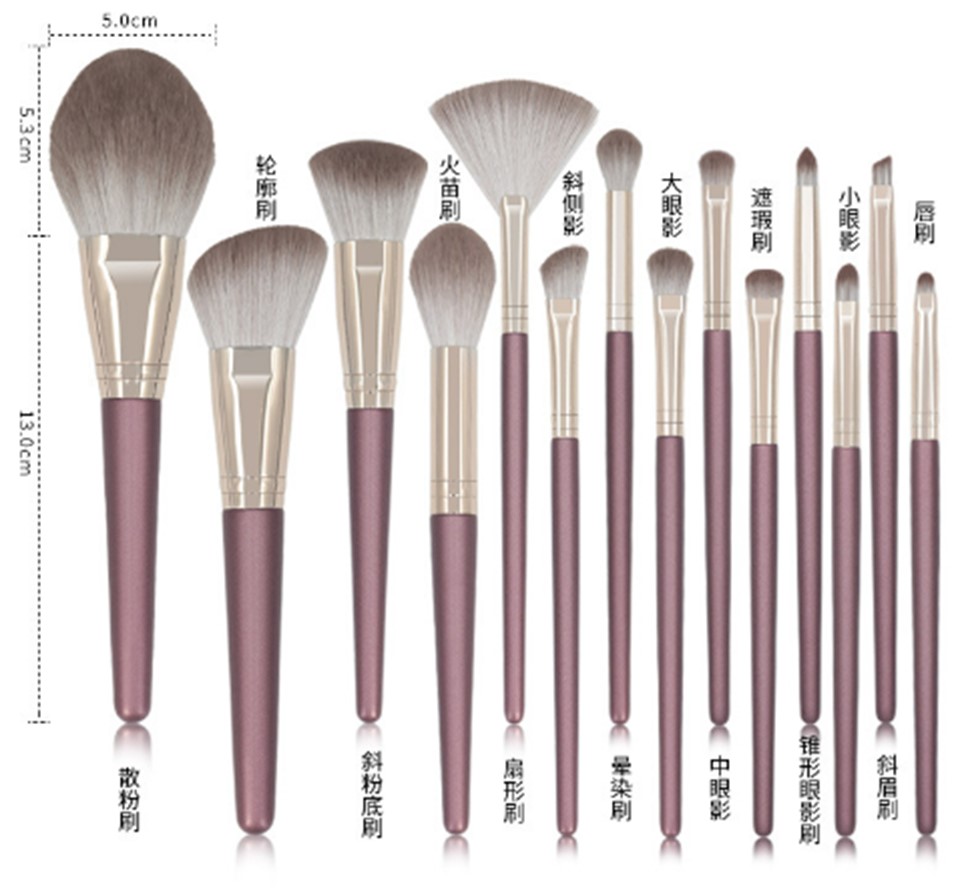 5.0cm
5.3cm
13.0cm
轮廓刷
火苗刷
斜侧影
大眼影
遮瑕刷
小眼影
唇刷
散粉刷
斜粉底刷
扇形刷
晕染刷
中眼影
锥形眼影刷
斜眉刷